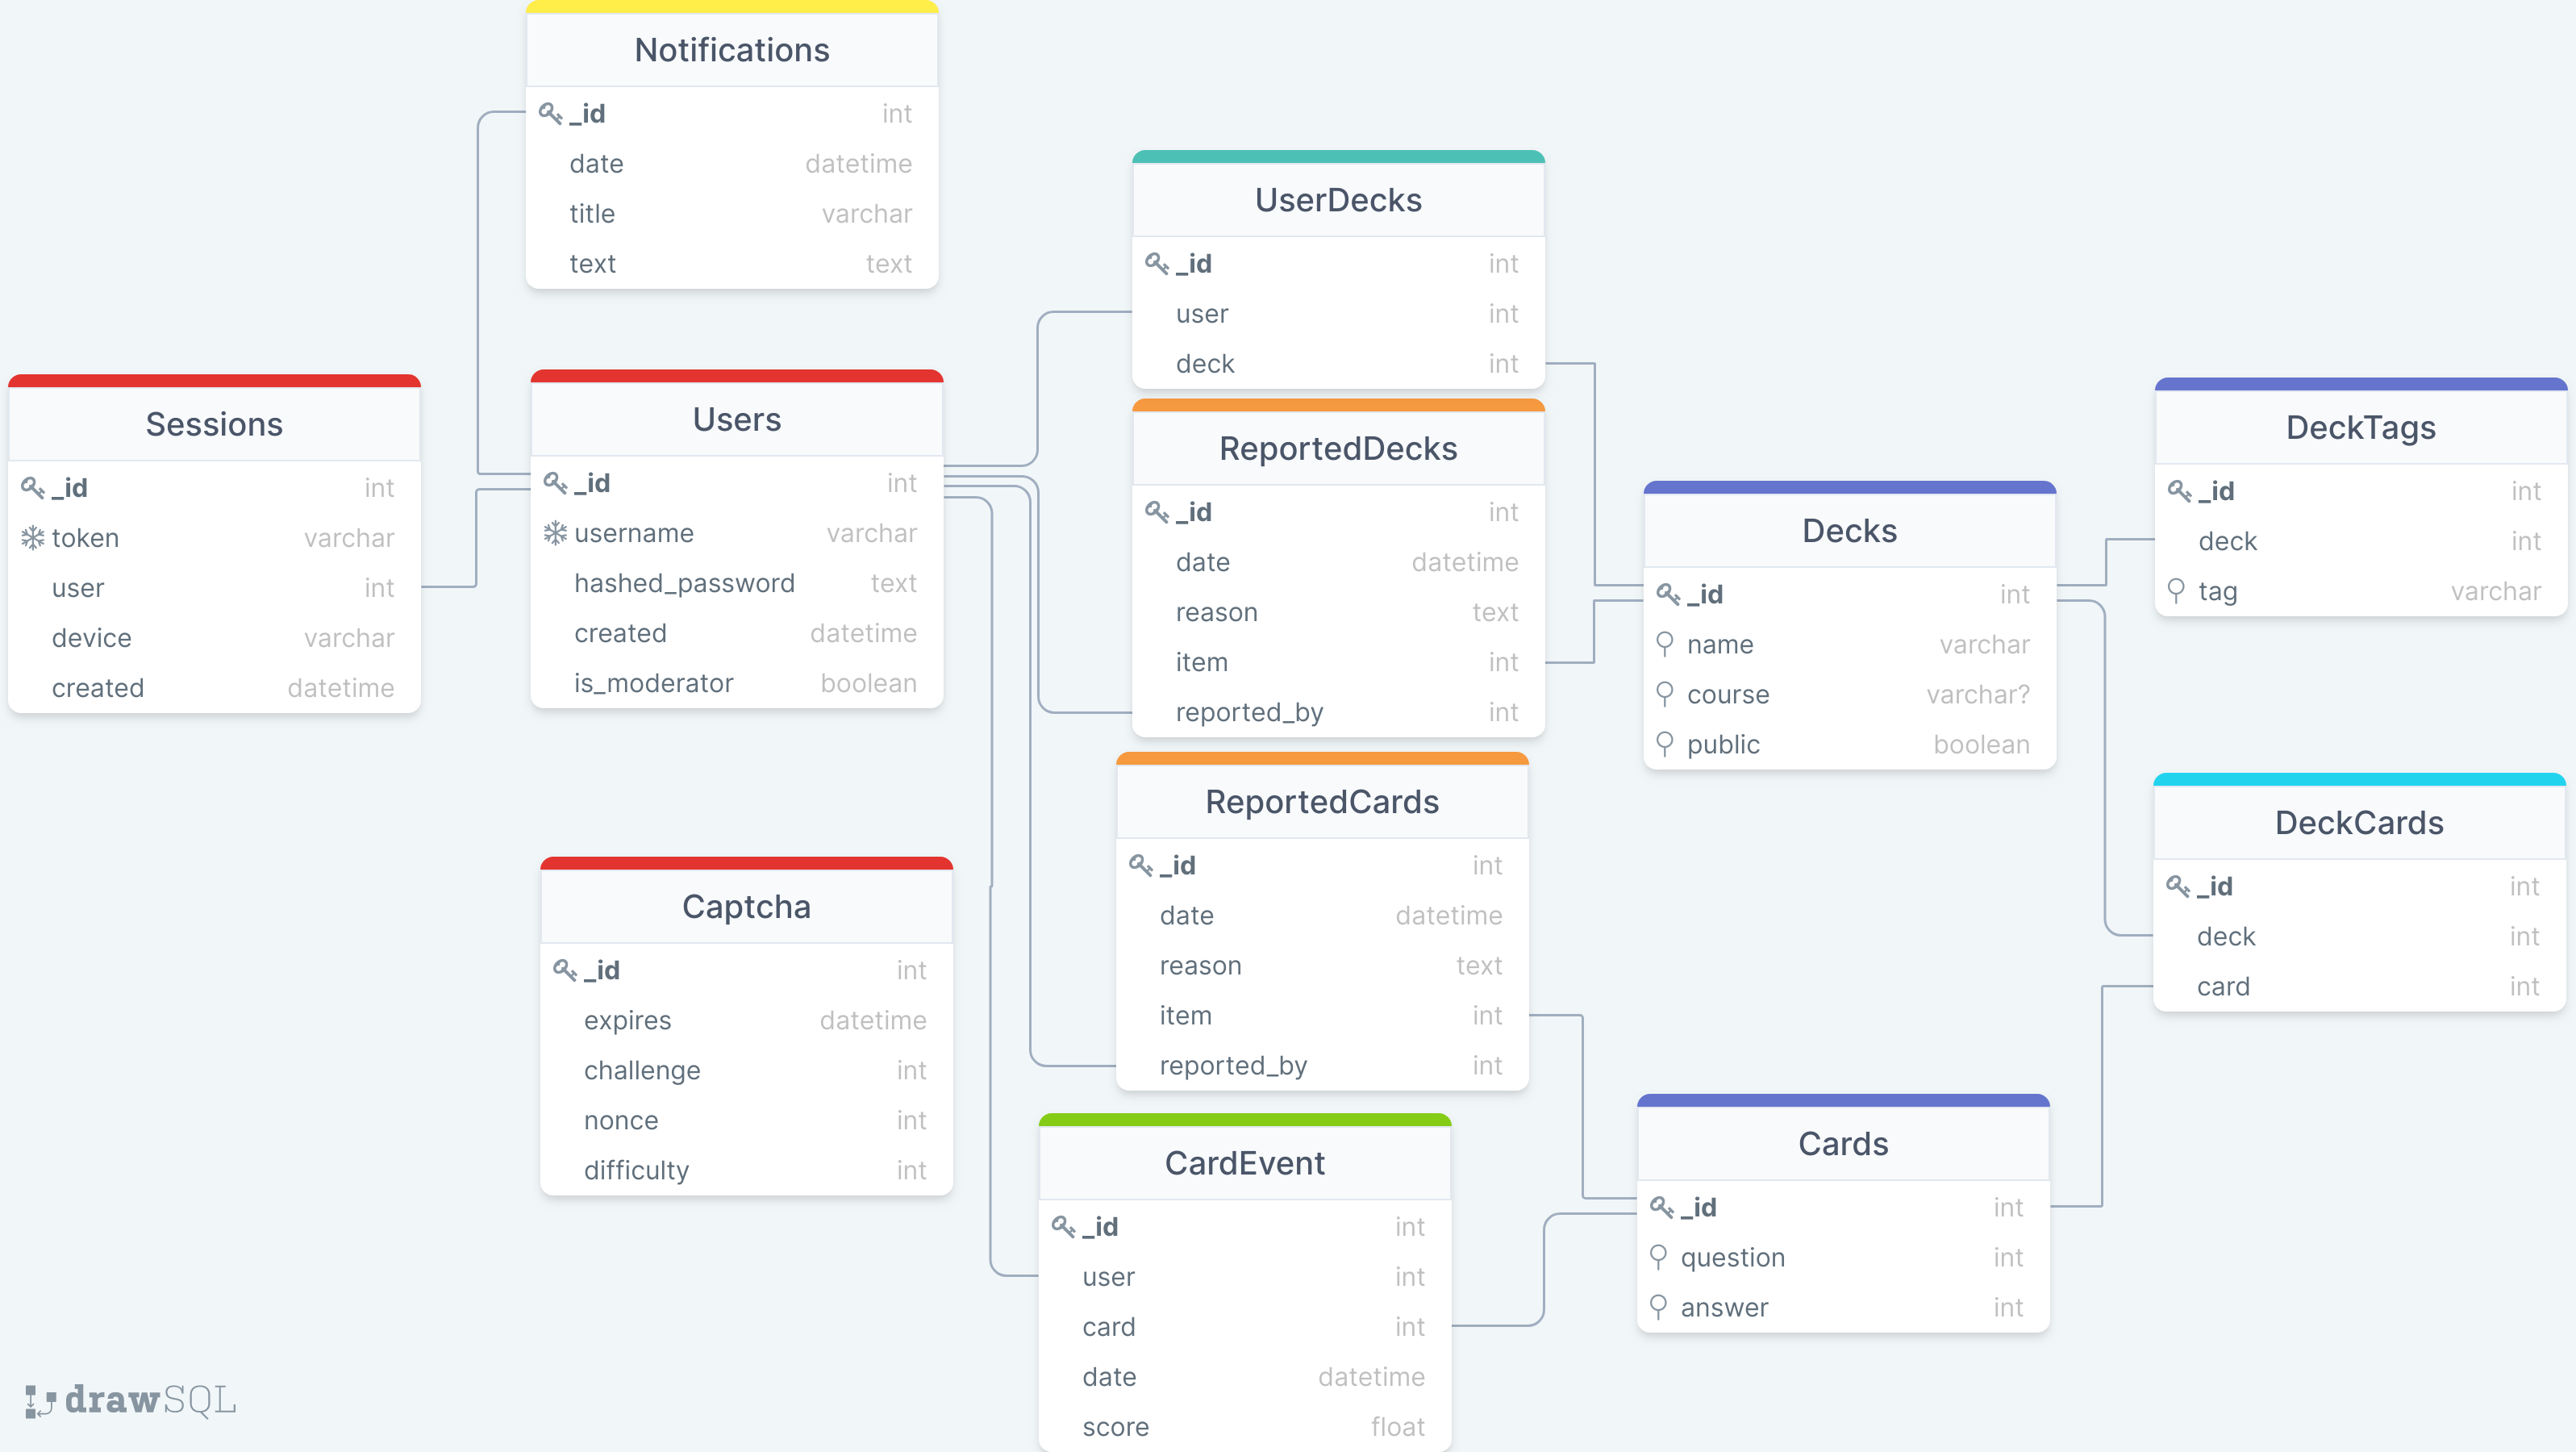 Notifications
_id int
date datetime
title varchar
text text
Sessions
_id int
token varchar
user int
device varchar
created datetime
Users
_id int
username varchar
hashed_password text
created datetime
is_moderator boolean
Captcha
_id int
expires datetime
challenge int
nonce int
difficulty int
UserDecks
_id int
user int
deck int
ReportedDecks
_id int
date datetime
reason text
item int
reported_by int
ReportedCards
_id int
date datetime
reason text
item int
reported_by int
CardEvent
_id int
user int
card int
date datetime
score float
Decks
_id int
name varchar
course varchar?
public boolean
Cards
_id int
question int
answer int
DeckTags
_id int
deck int
tag varchar
DeckCards
_id int
deck int
card int
drawSQL